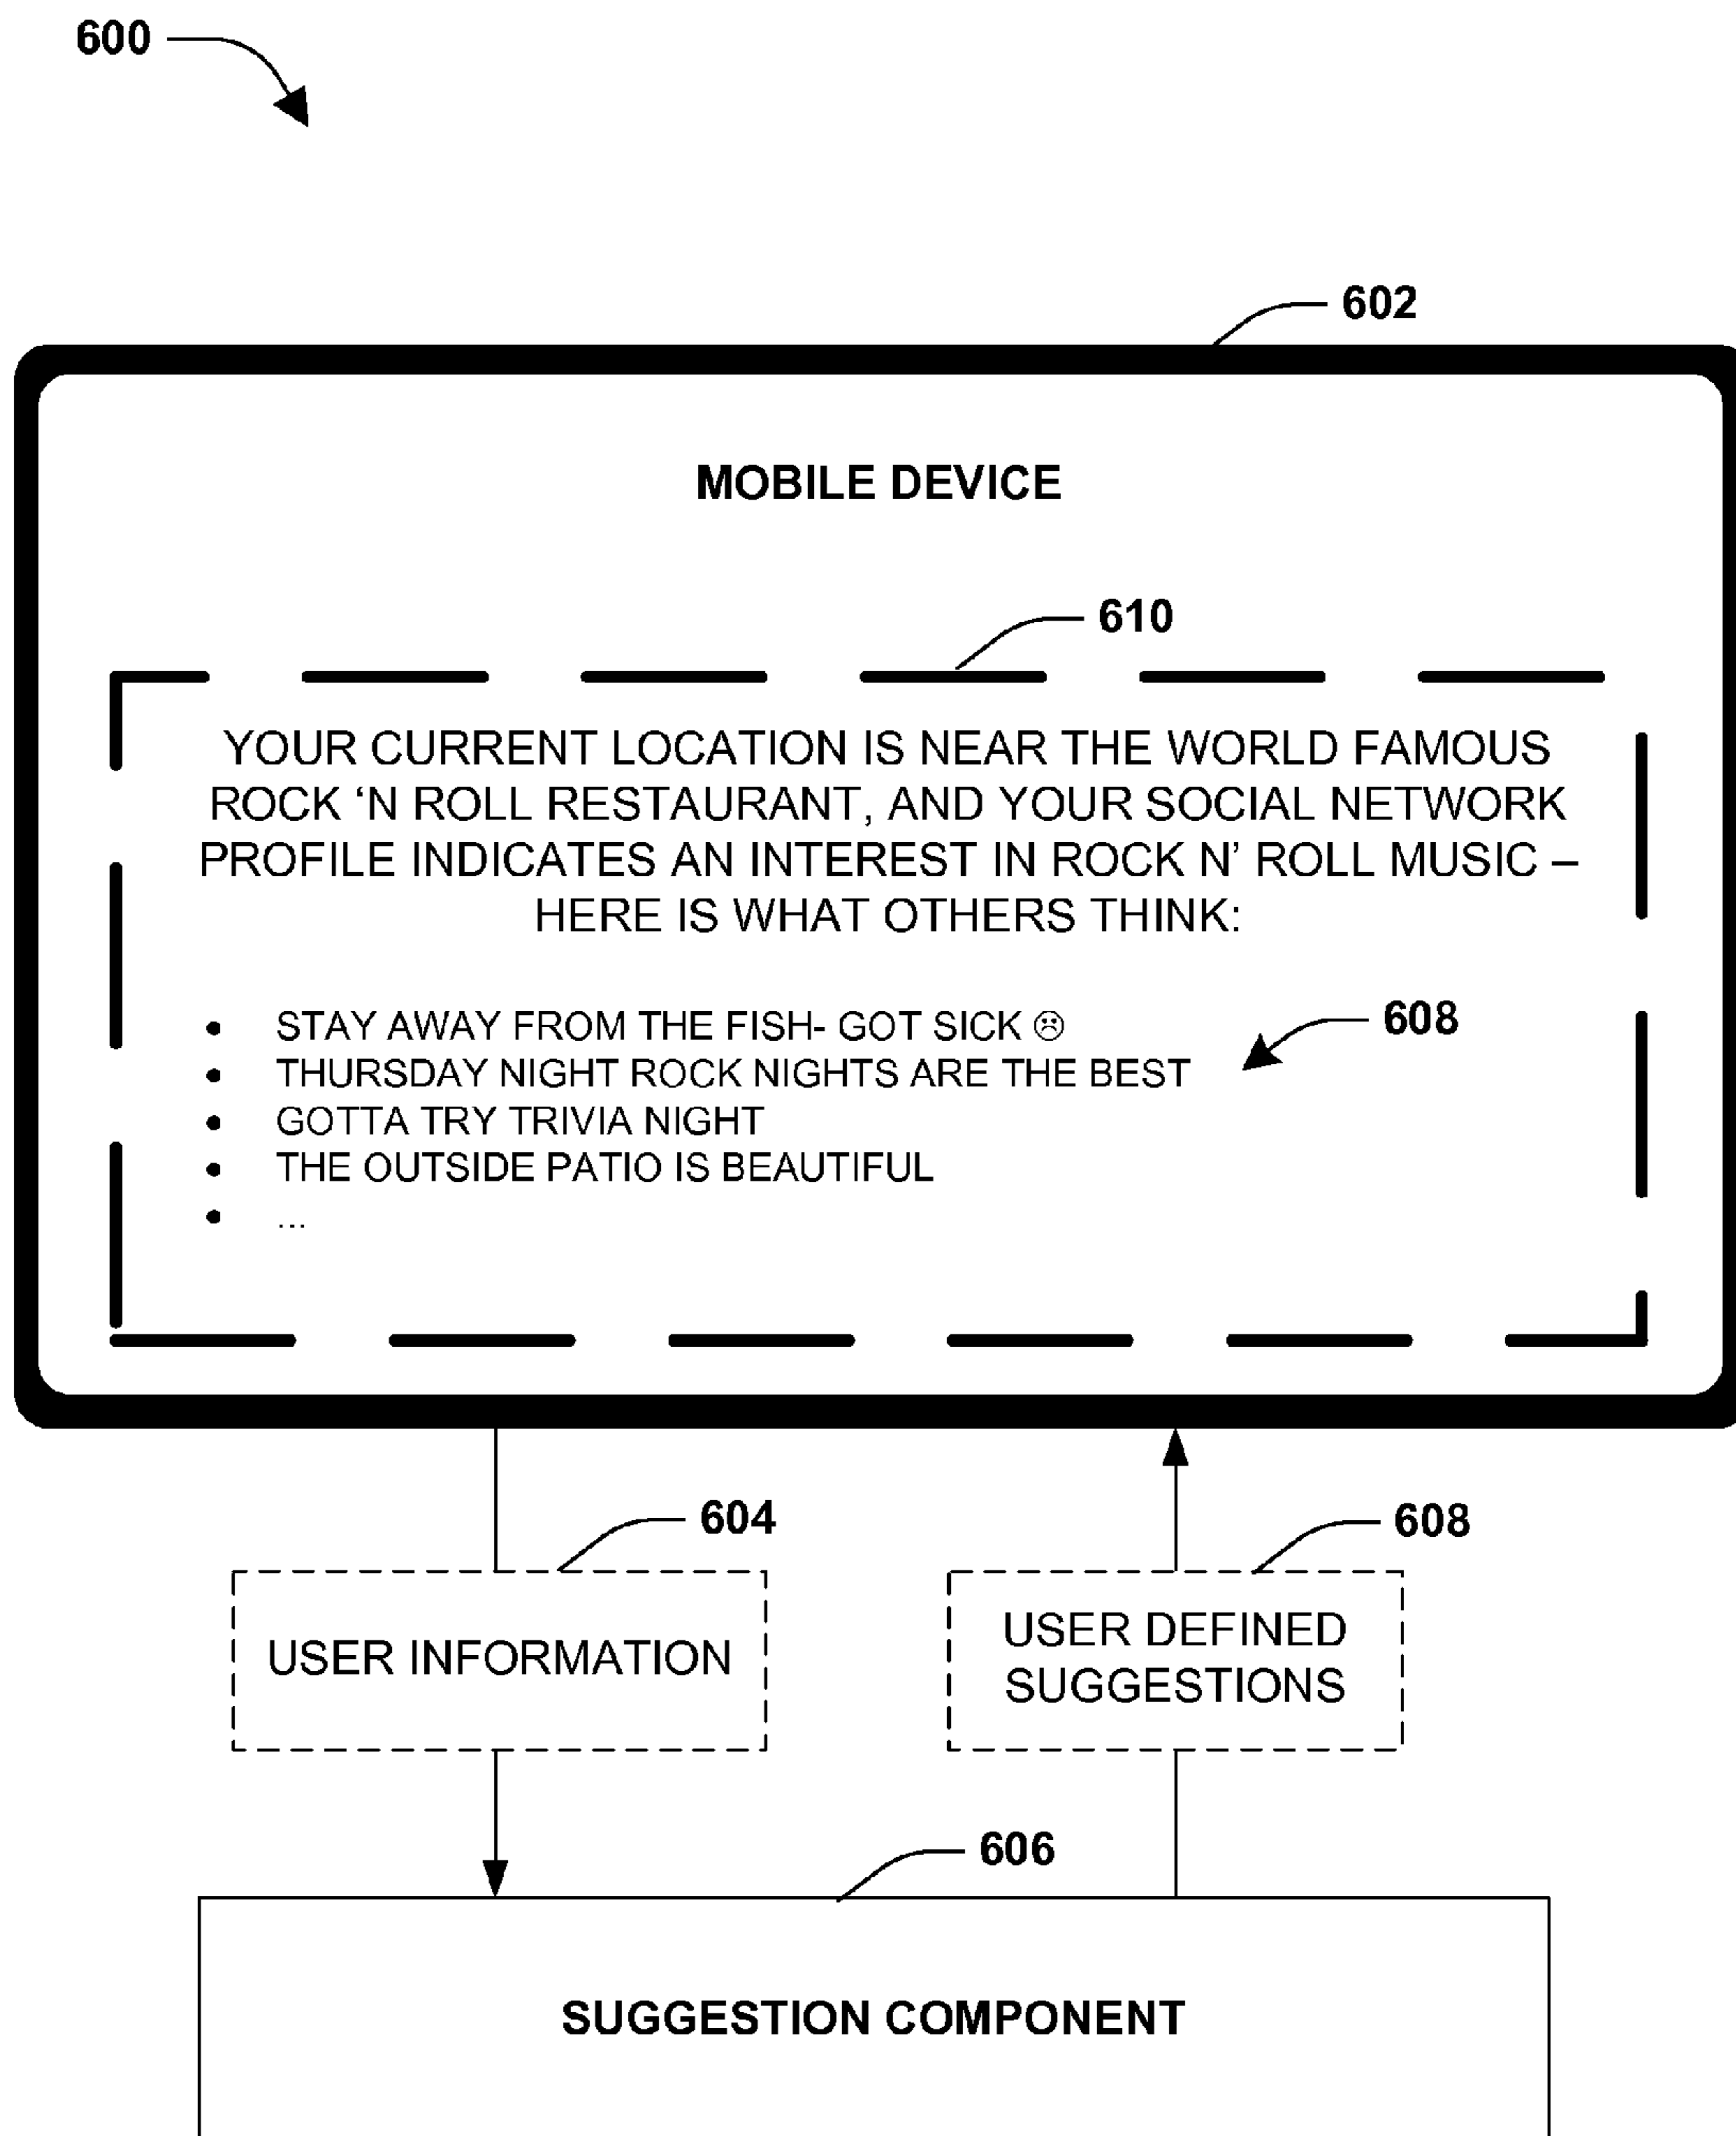 600
602
MOBILE DEVICE
610
YOUR CURRENT LOCATION IS NEAR THE WORLD FAMOUS
ROCK ‘N ROLL RESTAURANT, AND YOUR SOCIAL NETWORK
PROFILE INDICATES AN INTEREST IN ROCK N’ ROLL MUSIC –
HERE IS WHAT OTHERS THINK:
• STAY AWAY FROM THE FISH- GOT SICK ☹
608
• THURSDAY NIGHT ROCK NIGHTS ARE THE BEST
• GOTTA TRY TRIVIA NIGHT
• THE OUTSIDE PATIO IS BEAUTIFUL
• ...
604
608
USER INFORMATION
USER DEFINED
SUGGESTIONS
606
SUGGESTION COMPONENT